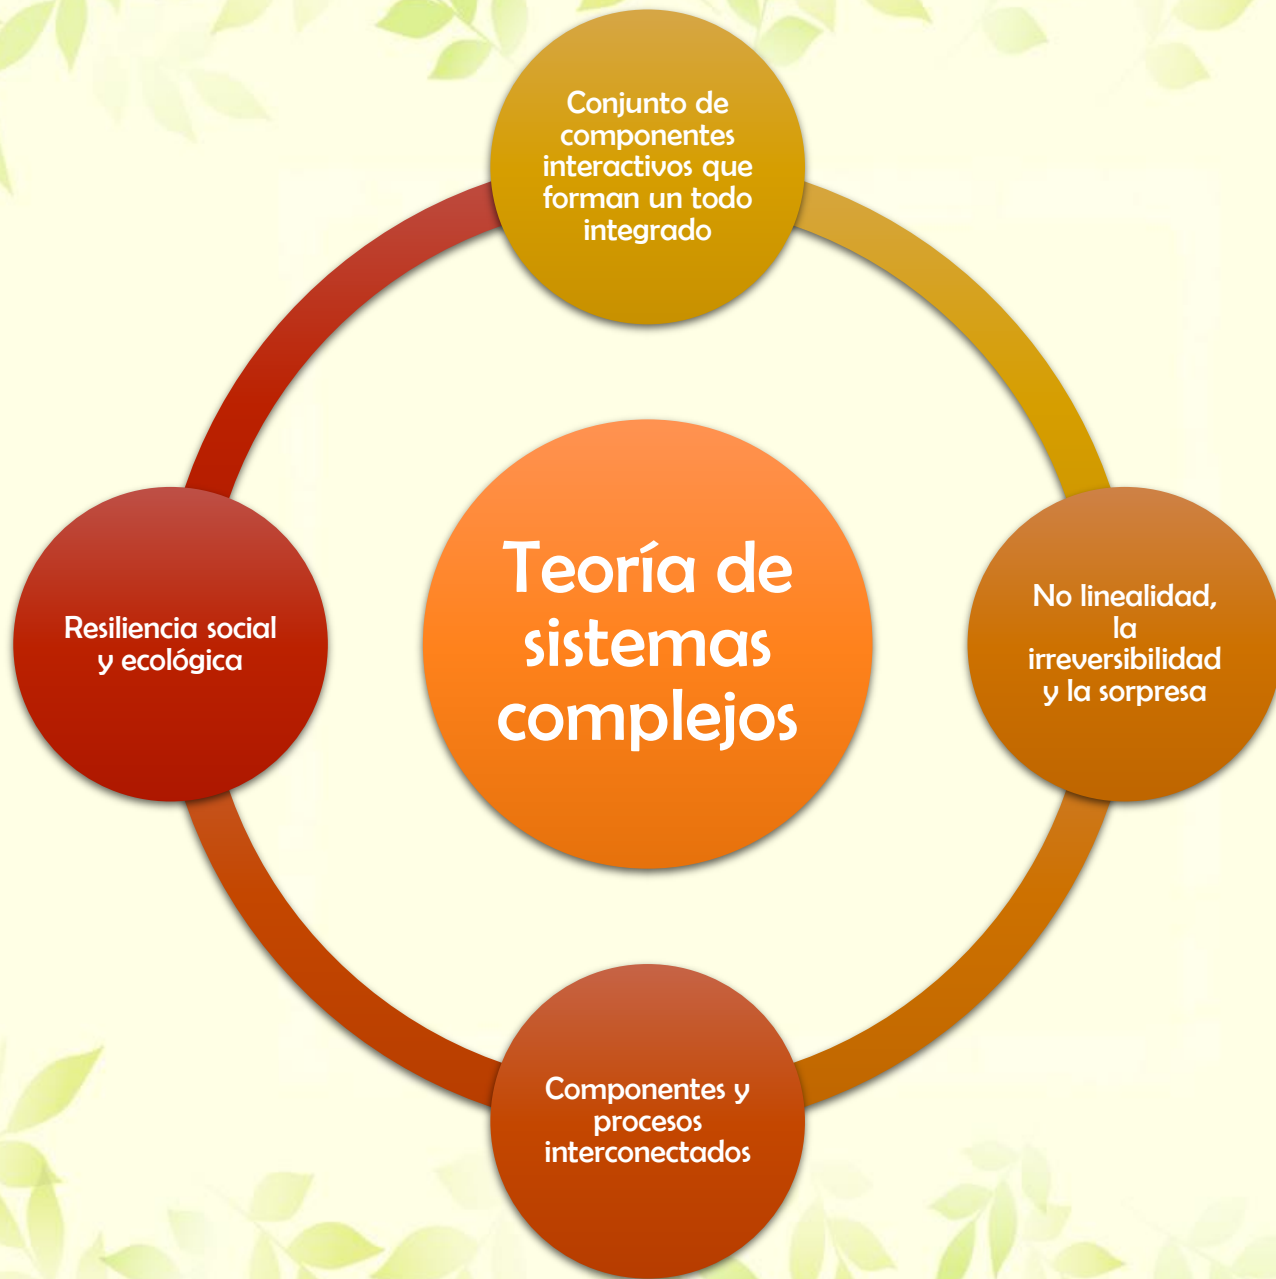 Conjunto de
componentes
interactivos que
forman un todo
integrado
Teoría de
sistemas
complejos
No linealidad,
la
irreversibilidad
y la sorpresa
Componentes y
procesos
interconectados
Resiliencia social
y ecológica